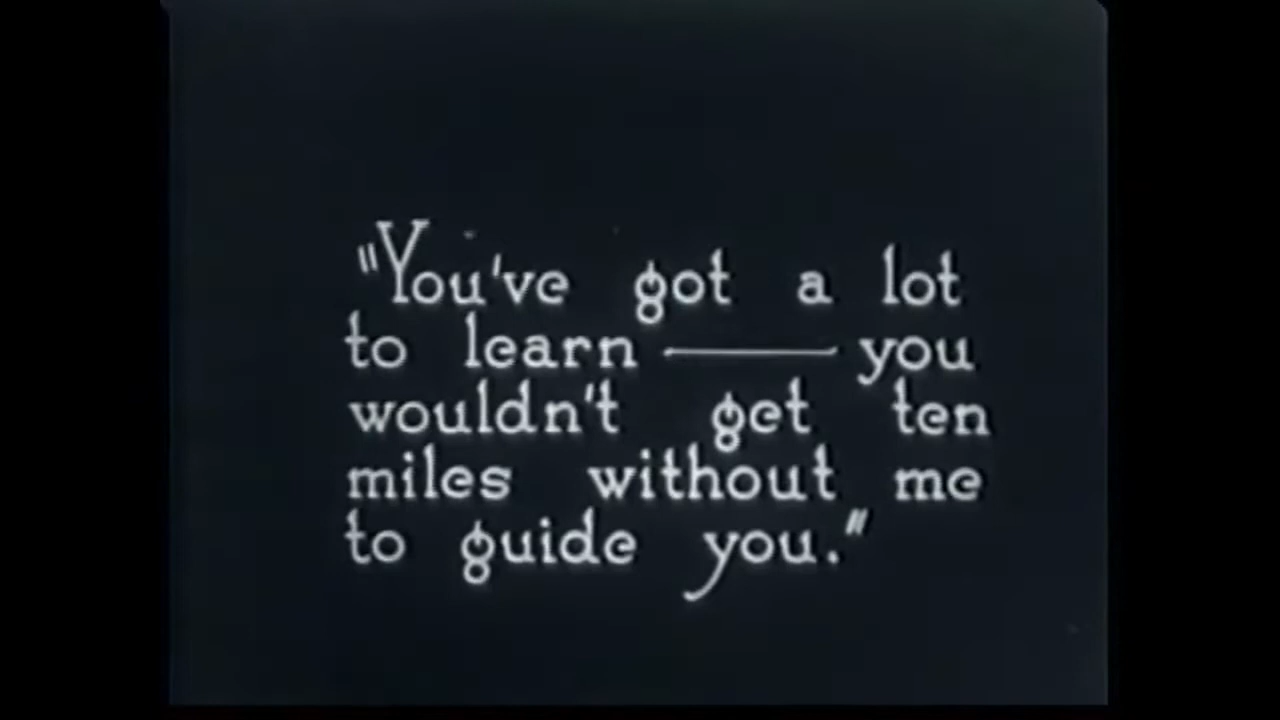 "You've got a lot
to learn —— you
wouldn't get ten
miles without me
to guide you."